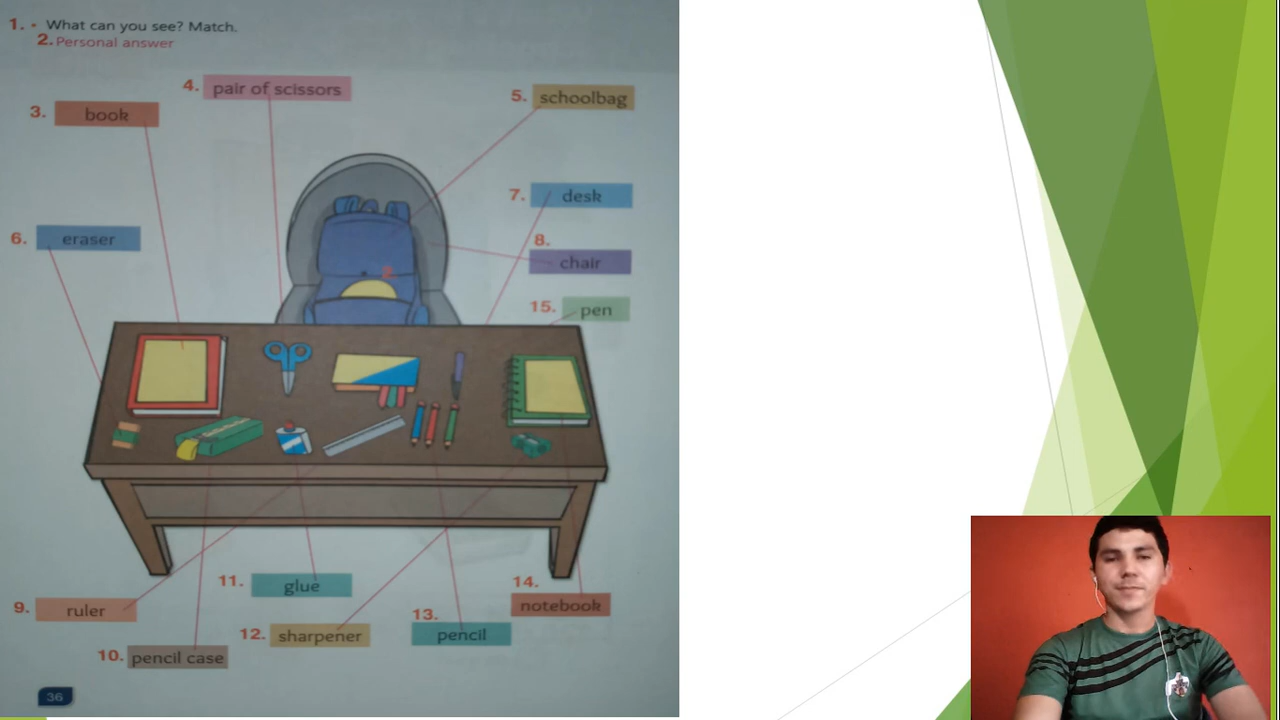 1. - What can you see? Match.
2. Personal answer
4. pair of scissors
5. schoolbag
3. book
7. desk
6. eraser
8. chair
15. pen
11. glue
14. notebook
9. ruler
13. pencil
12. sharpener
10. pencil case
36